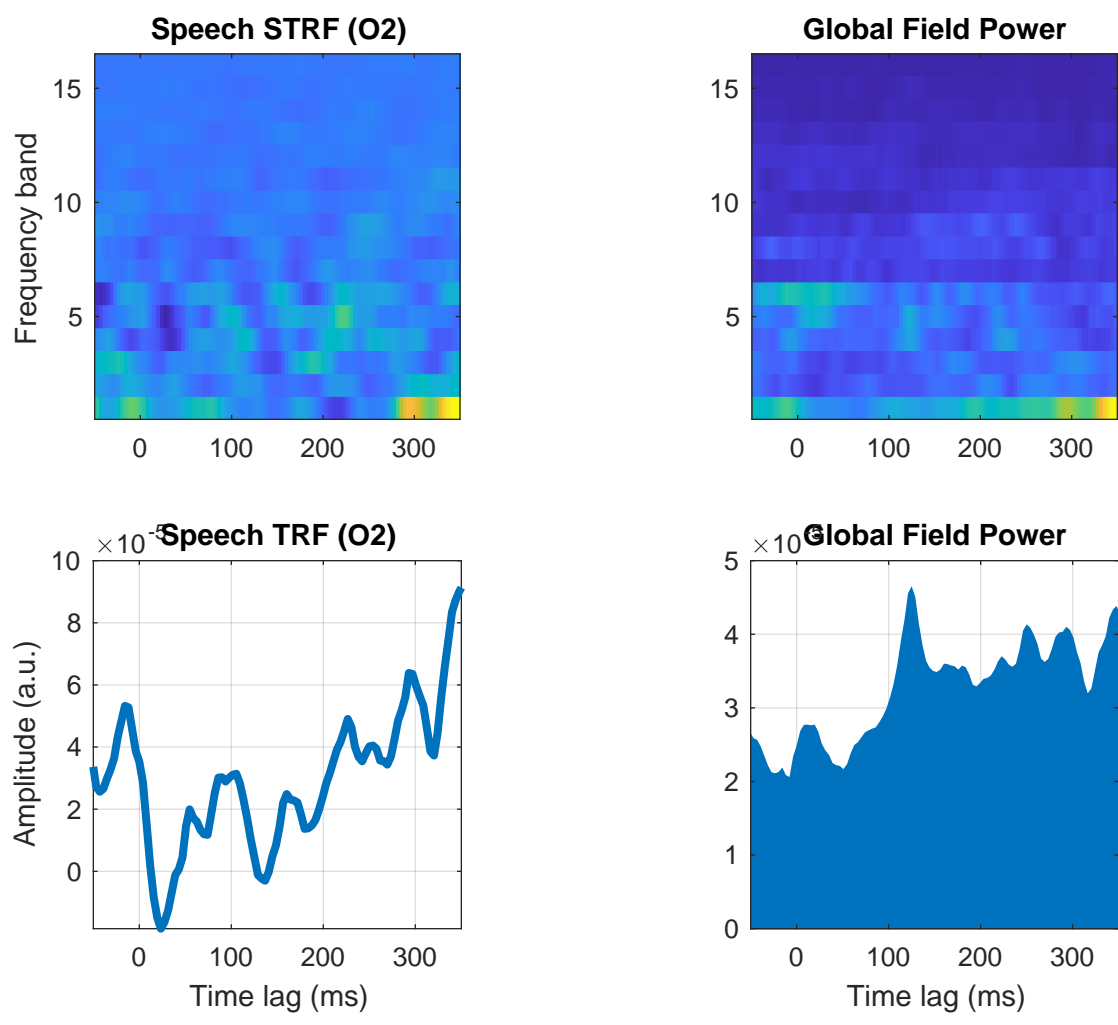 Speech STRF (O2)
Frequency band
15
10
5
0 100 200 300
Global Field Power
15
10
5
0 100 200 300
Speech TRF (O2)
×10-5
Amplitude (a.u.)
10
8
6
4
2
0
0 100 200 300
Time lag (ms)
Global Field Power
×10-5
5
4
3
2
1
0
0 100 200 300
Time lag (ms)